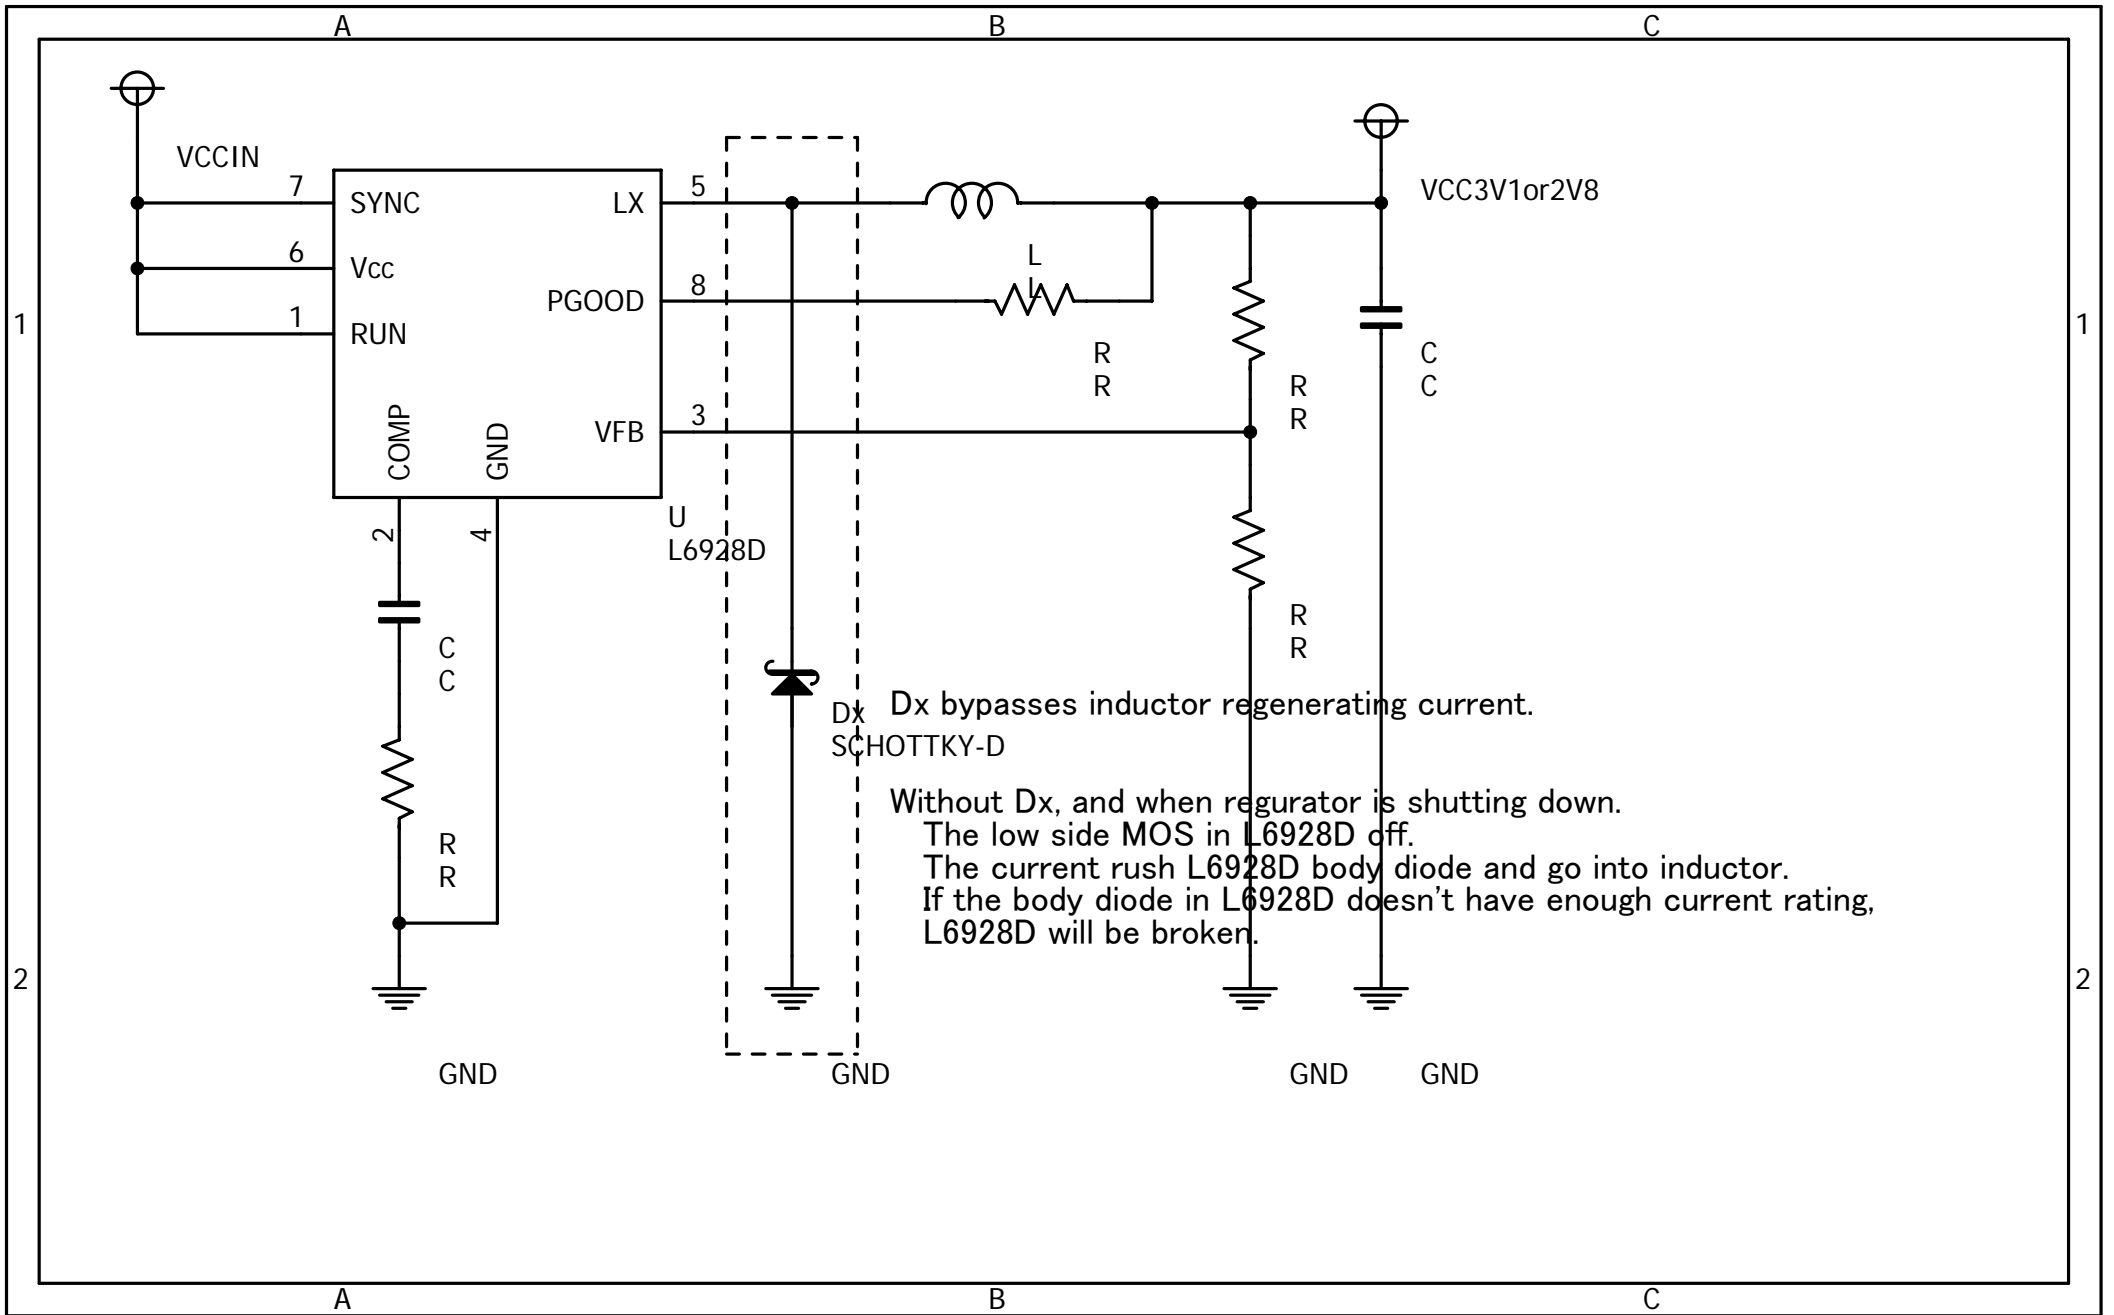 A B C
VCCIN
VCC3V1or2V8
7 SYNC LX 5
6 Vcc
PGOOD 8
1 RUN
VFB 3
COMP GND
2 4
U
L6928D
L
L
R
R
R
R
C
C
1 1
C
C
R
R
R
R
Dx
SCHOTTKY-D
Dx bypasses inductor regenerating current.
Without Dx, and when regurator is shutting down.
The low side MOS in L6928D off.
The current rush L6928D body diode and go into inductor.
If the body diode in L6928D doesn't have enough current rating,
L6928D will be broken.
2 2
GND GND GND GND
A B C